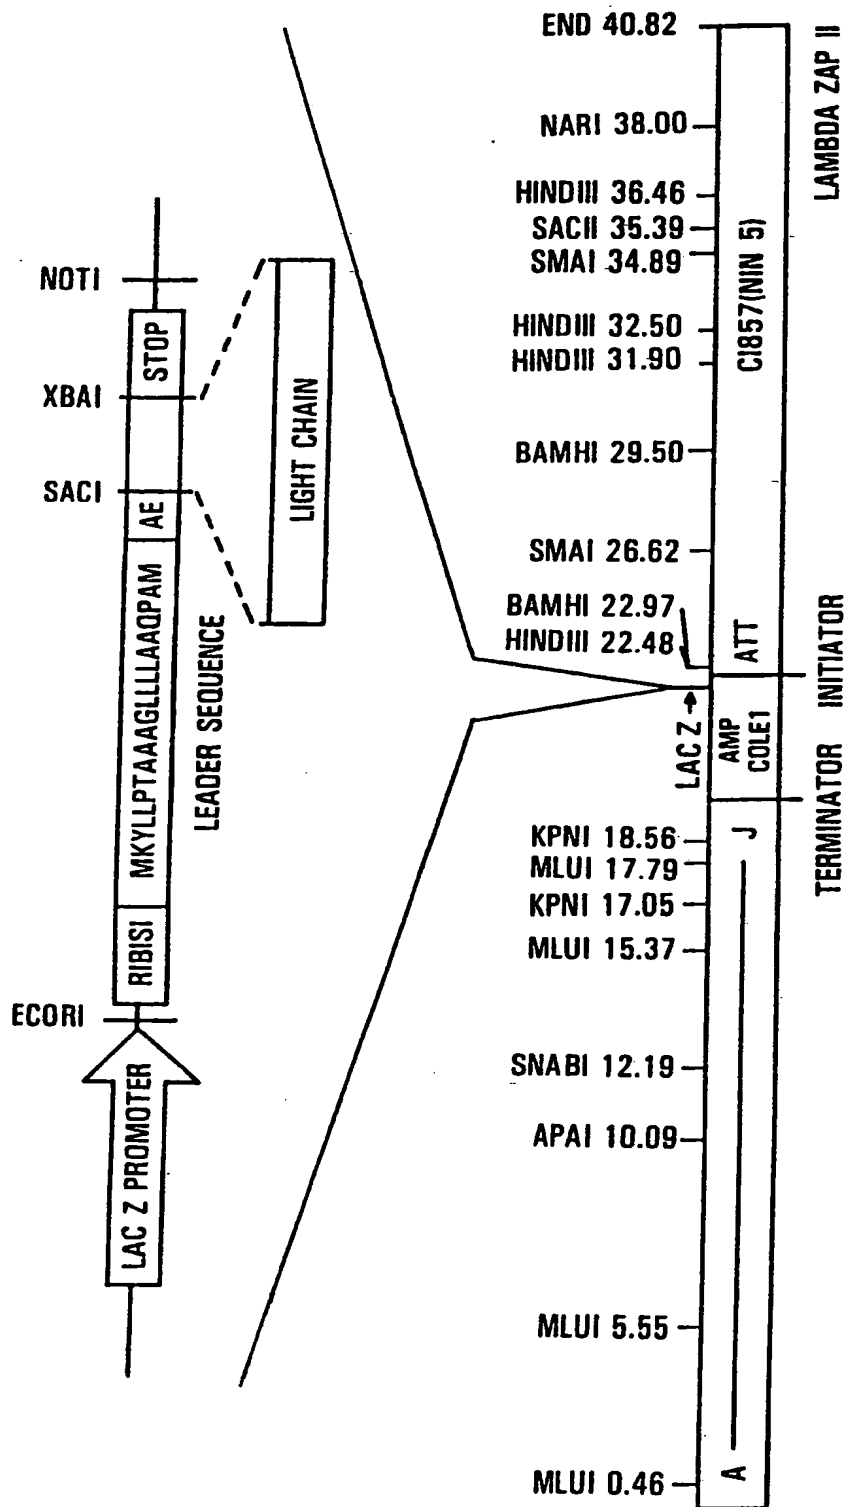 NOTI
XBAI
SACI
ECORI
STOP
AE
MKYLLPTAAAGLLLLAAQPAM
RIBISI
LAC Z PROMOTER
LEADER SEQUENCE
LIGHT CHAIN
END 40.82
NARI 38.00
HINDIII 36.46
SACII 35.39
SMAI 34.89
HINDIII 32.50
HINDIII 31.90
BAMHI 29.50
SMAI 26.62
BAMHI 22.97
HINDIII 22.48
LAC Z
KPNI 18.56
MLUI 17.79
KPNI 17.05
MLUI 15.37
SNABI 12.19
APAI 10.09
MLUI 5.55
MLUI 0.46
CI857(NIN 5)
ATT
AMP
COLE1
J
A
LAMBDA ZAP II
INITIATOR
TERMINATOR